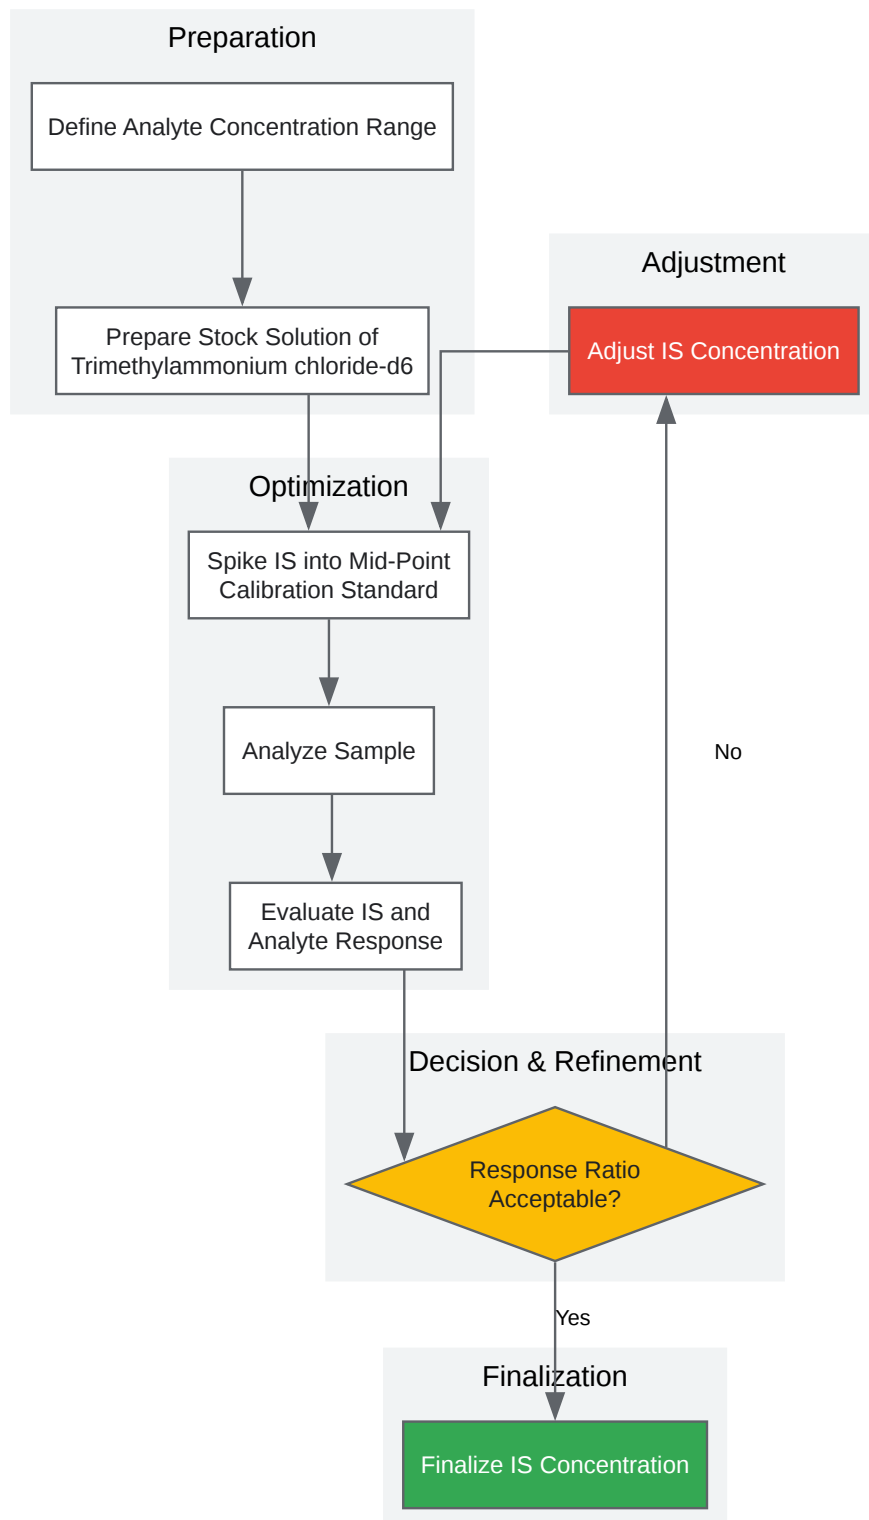 Preparation
Define Analyte Concentration Range
Prepare Stock Solution of
Trimethylammonium chloride-d6
Adjustment
Adjust IS Concentration
Optimization
Spike IS into Mid-Point
Calibration Standard
Analyze Sample
No
Evaluate IS and
Analyte Response
Decision & Refinement
Response Ratio
Acceptable?
Yes
Finalization
Finalize IS Concentration